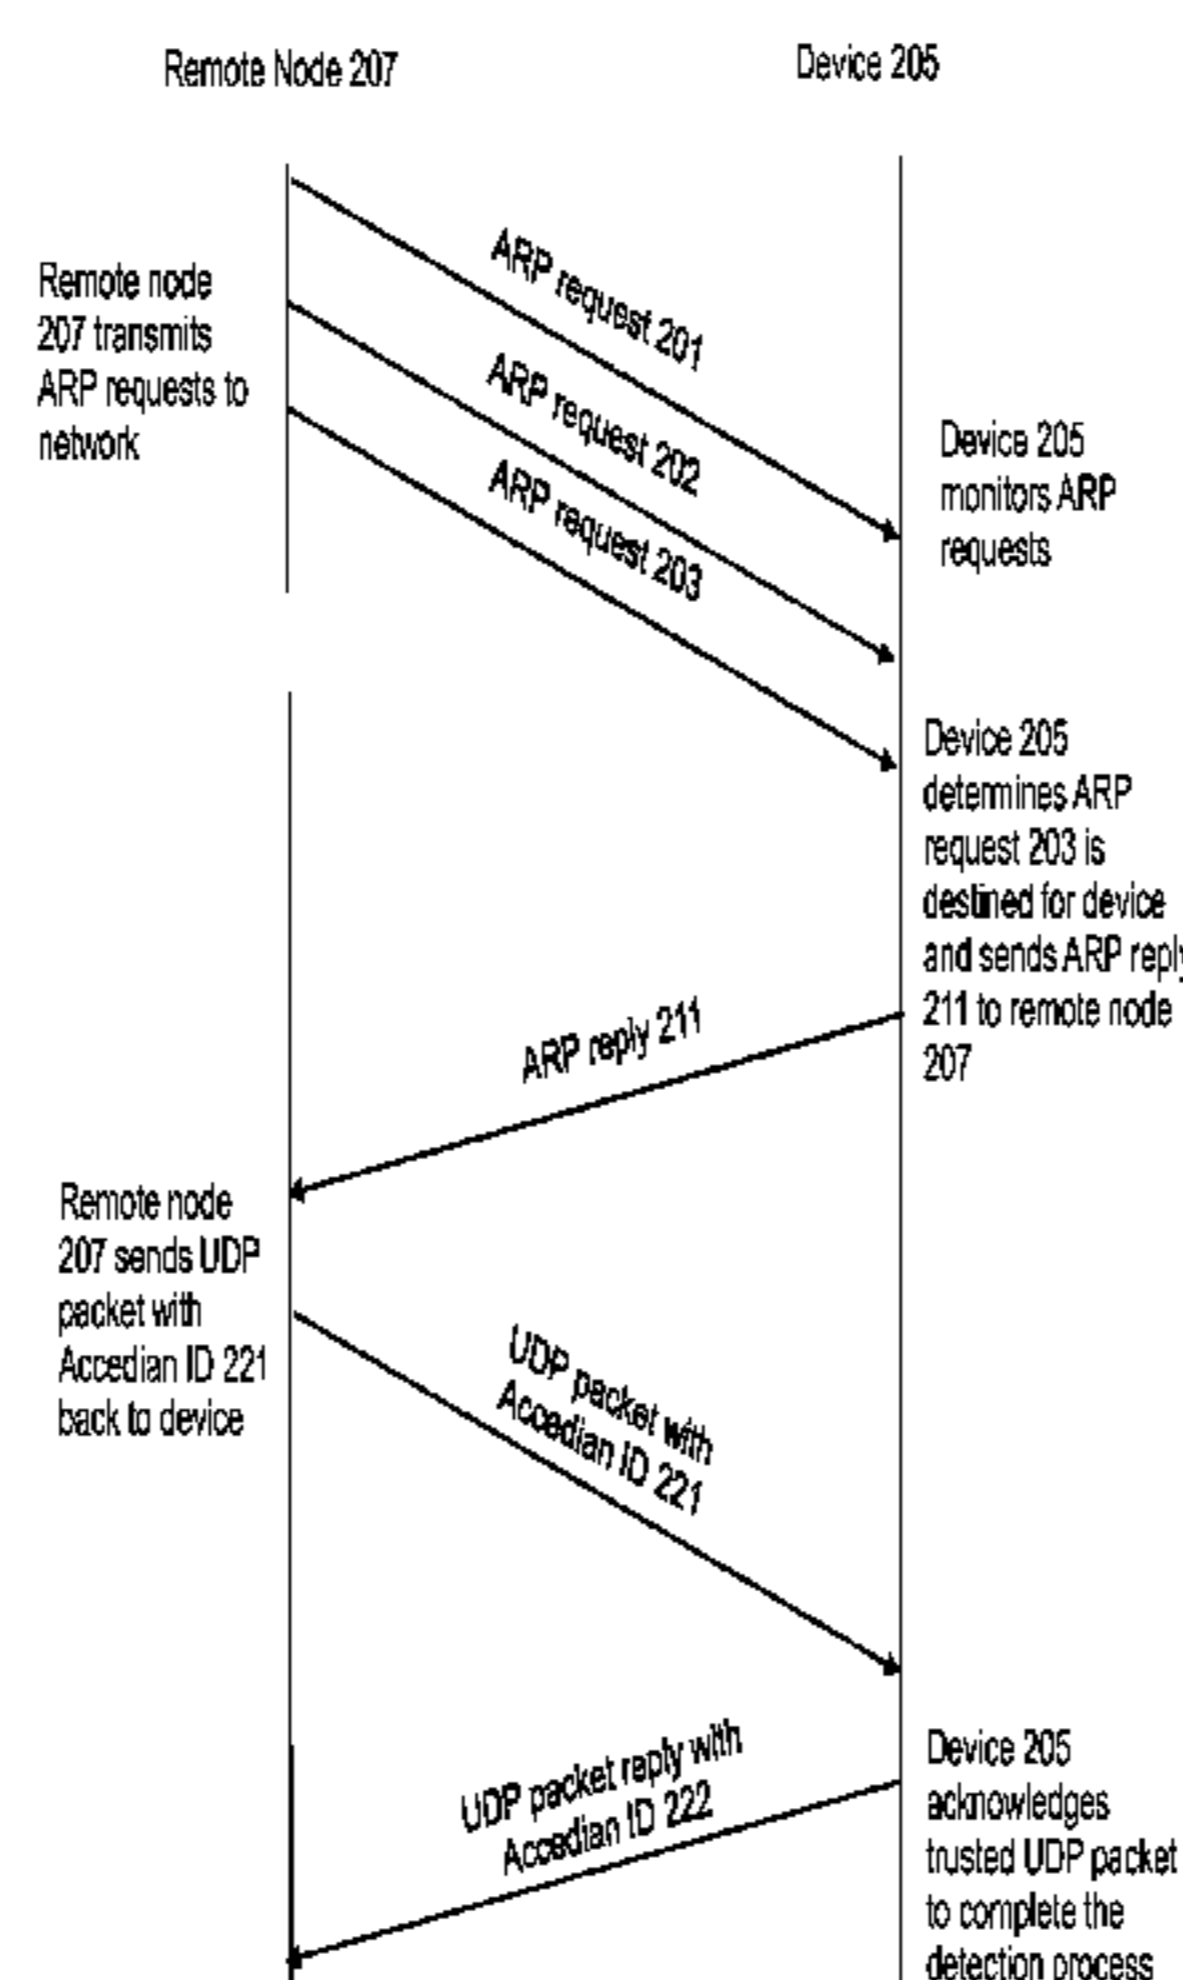 Remote Node 207
Device 205
ARP request 201
Remote node
207 transmits
ARP requests to
network
ARP request 202
ARP request 203
Device 205
monitors ARP
requests
Device 205
determines ARP
request 203 is
destined for device
and sends ARP reply
211 to remote node
207
ARP reply 211
Remote node
207 sends UDP
packet with
Accedian ID 221
back to device
UDP packet with
Accedian ID 221
UDP packet reply with
Accedian ID 222
Device 205
acknowledges
trusted UDP packet
to complete the
detection process